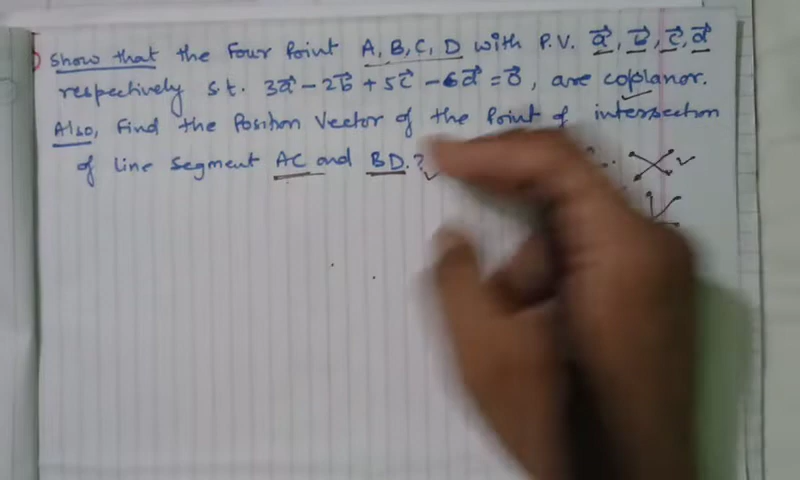 Show that the Four Point A, B, C, D with P.V. a⃗, b⃗, c⃗, d⃗
respectively s.t. 3a⃗ - 2b⃗ + 5c⃗ - 6d⃗ = 0⃗, are coplanar.
Also, Find the Position Vector of the Point of intersection
of line segment AC and BD.?